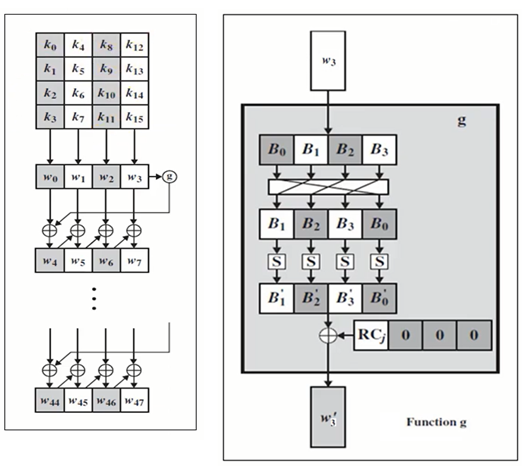 k0 k4 k8 k12
k1 k5 k9 k13
k2 k6 k10 k14
k3 k7 k11 k15
w0 w1 w2 w3 g
w4 w5 w6 w7
w44 w45 w46 w47
w3
g
B0 B1 B2 B3
B1 B2 B3 B0
S S S S
B'1 B'2 B'3 B'0
RCj 0 0 0
w'3
Function g